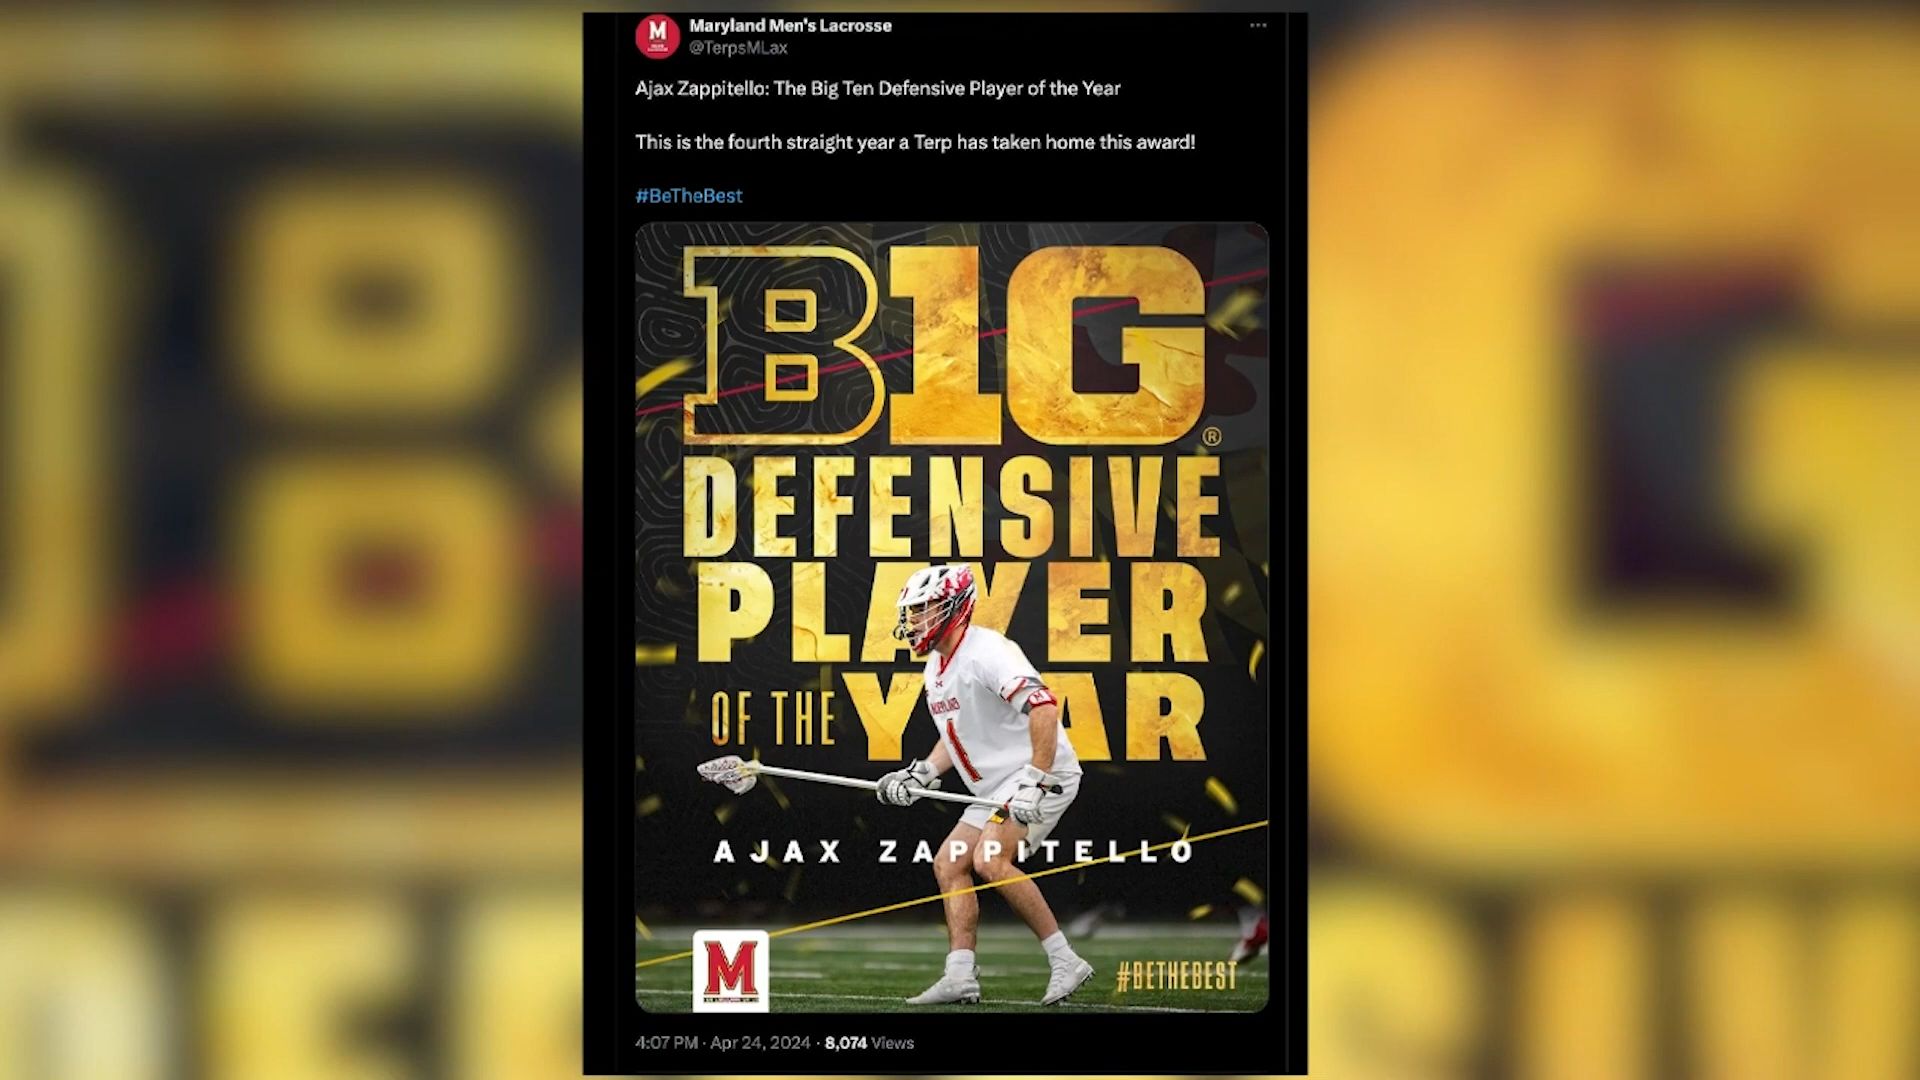 Maryland Men's Lacrosse
@TerpsMLax
Ajax Zappitello: The Big Ten Defensive Player of the Year
This is the fourth straight year a Terp has taken home this award!
#BeTheBest
B1G®
DEFENSIVE
PLAYER
OF THE YEAR
MARYLAND
1
AJAX ZAPPITELLO
M
#BETHEBEST
4:07 PM · Apr 24, 2024 · 8,074 Views